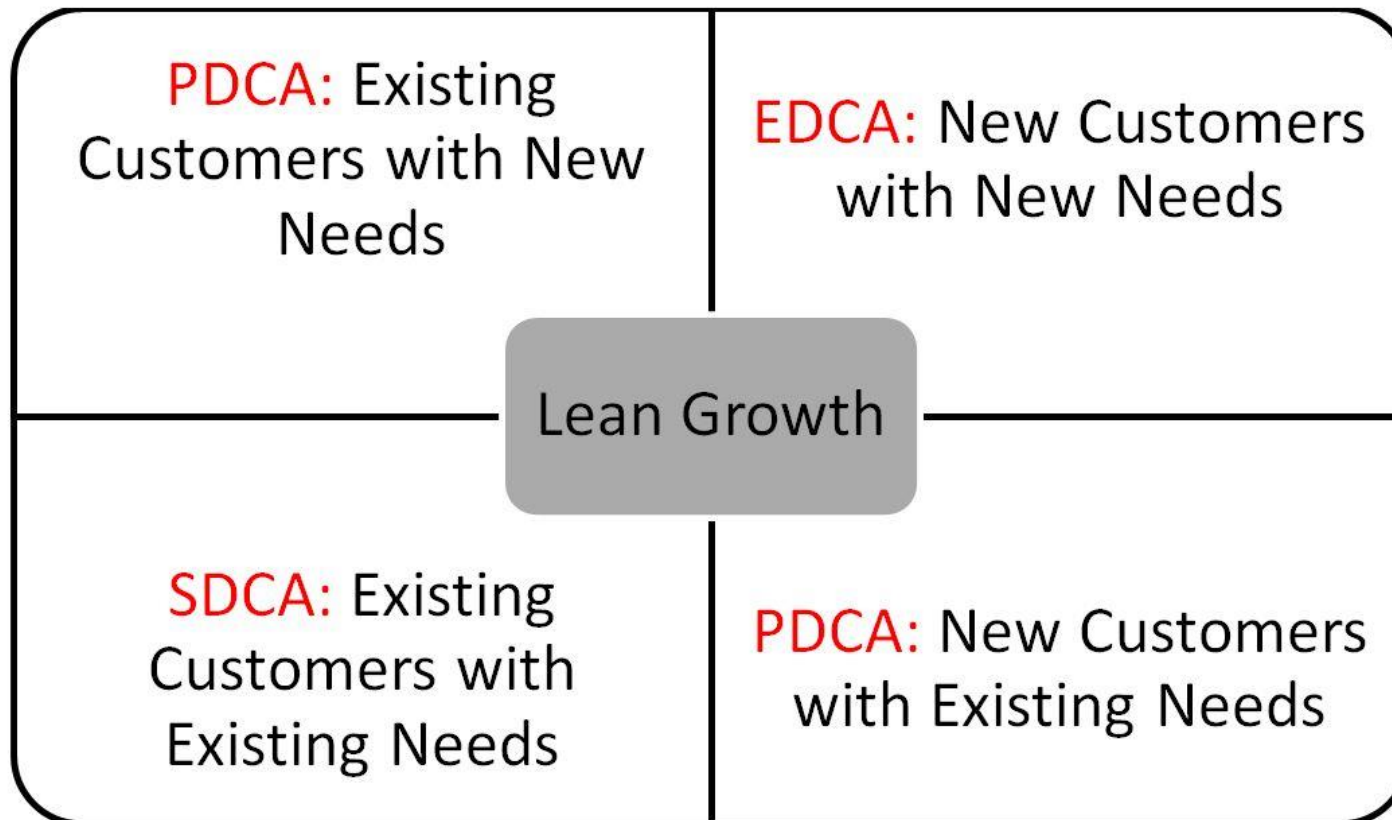 PDCA: Existing
Customers with New
Needs
EDCA: New Customers
with New Needs
Lean Growth
SDCA: Existing
Customers with
Existing Needs
PDCA: New Customers
with Existing Needs